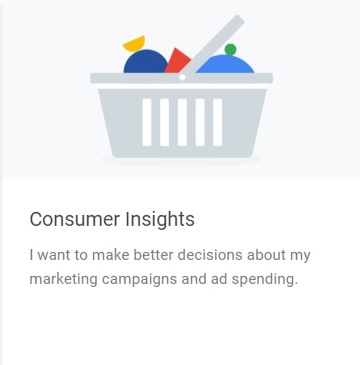 Consumer Insights
I want to make better decisions about my
marketing campaigns and ad spending.